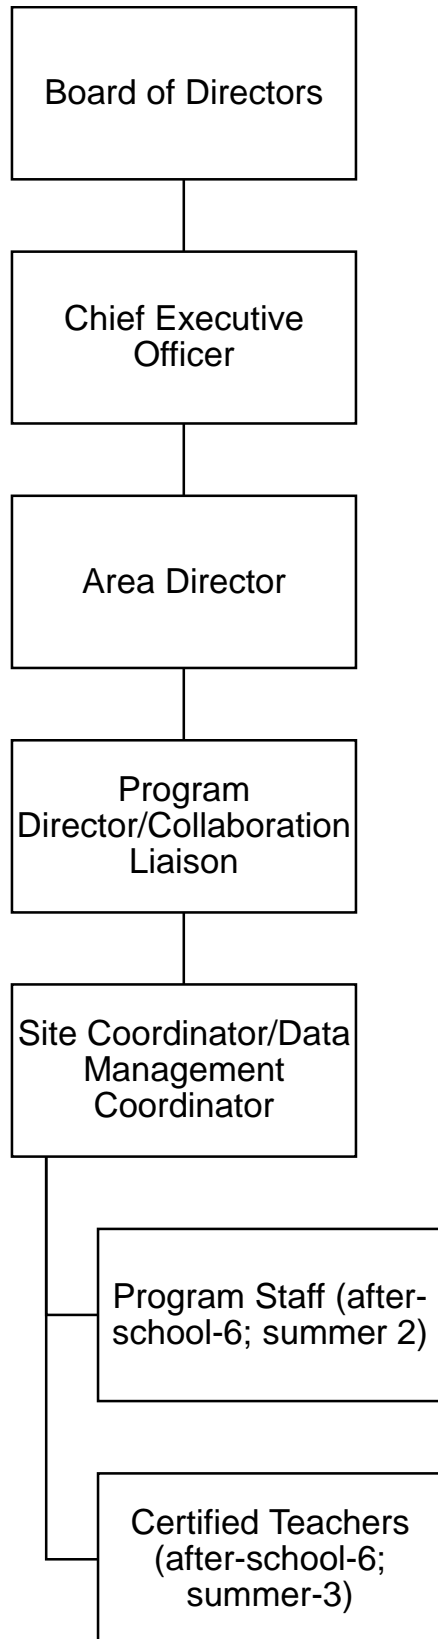 Board of Directors
Chief Executive
Officer
Area Director
Program
Director/Collaboration
Liaison
Site Coordinator/Data
Management
Coordinator
Program Staff (after-
school-6; summer 2)
Certified Teachers
(after-school-6;
summer-3)